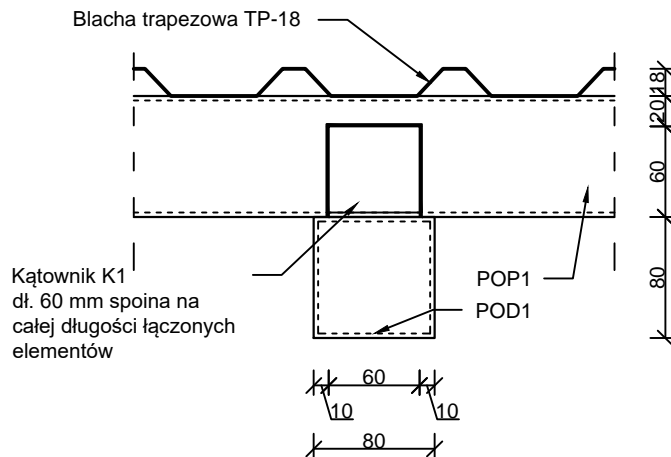 Blacha trapezowa TP-18
18
20
60
80
Kątownik K1
dł. 60 mm spoina na
całej długości łączonych
elementów
POP1
POD1
60
10
10
80